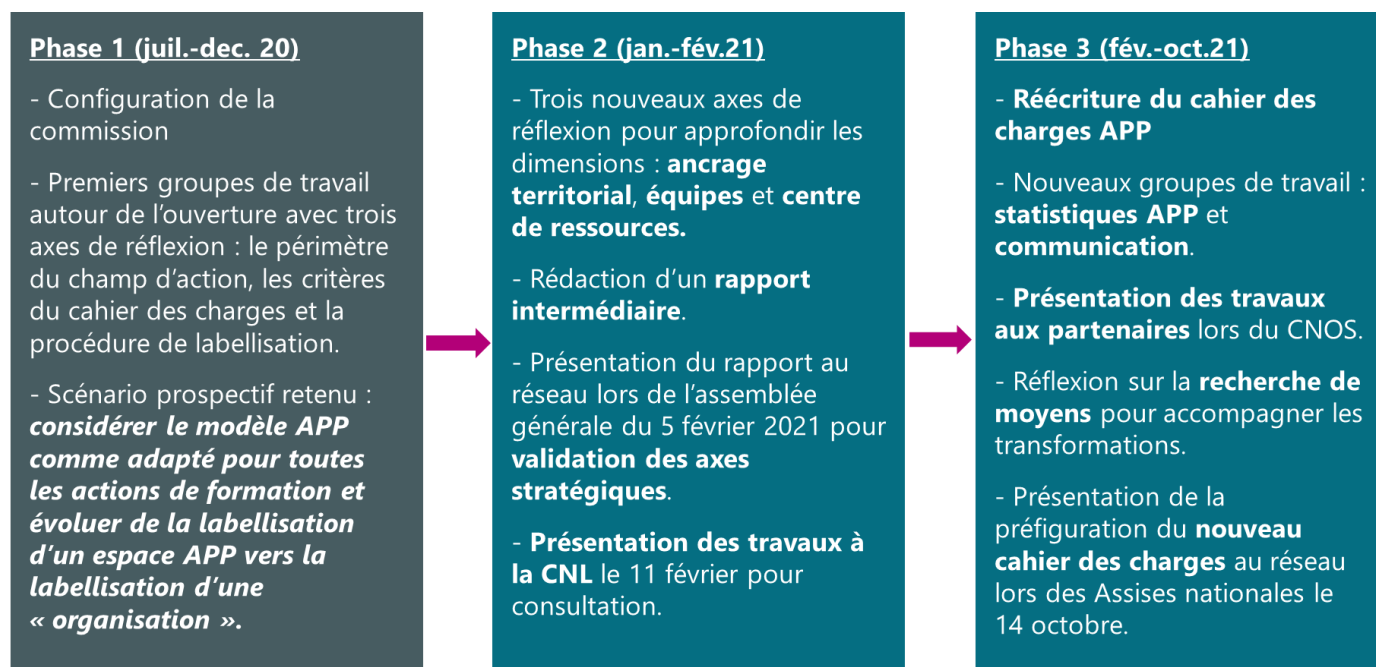 Phase 1 (juil.-dec. 20)
- Configuration de la
commission
- Premiers groupes de travail
autour de l’ouverture avec trois
axes de réflexion : le périmètre
du champ d’action, les critères
du cahier des charges et la
procédure de labellisation.
- Scénario prospectif retenu :
considérer le modèle APP
comme adapté pour toutes
les actions de formation et
évoluer de la labellisation
d’un espace APP vers la
labellisation d’une
« organisation ».
Phase 2 (jan.-fév.21)
- Trois nouveaux axes de
réflexion pour approfondir les
dimensions : ancrage
territorial, équipes et centre
de ressources.
- Rédaction d’un rapport
intermédiaire.
- Présentation du rapport au
réseau lors de l’assemblée
générale du 5 février 2021 pour
validation des axes
stratégiques.
- Présentation des travaux à
la CNL le 11 février pour
consultation.
Phase 3 (fév.-oct.21)
- Réécriture du cahier des
charges APP
- Nouveaux groupes de travail :
statistiques APP et
communication.
- Présentation des travaux
aux partenaires lors du CNOS.
- Réflexion sur la recherche de
moyens pour accompagner les
transformations.
- Présentation de la
préfiguration du nouveau
cahier des charges au réseau
lors des Assises nationales le
14 octobre.